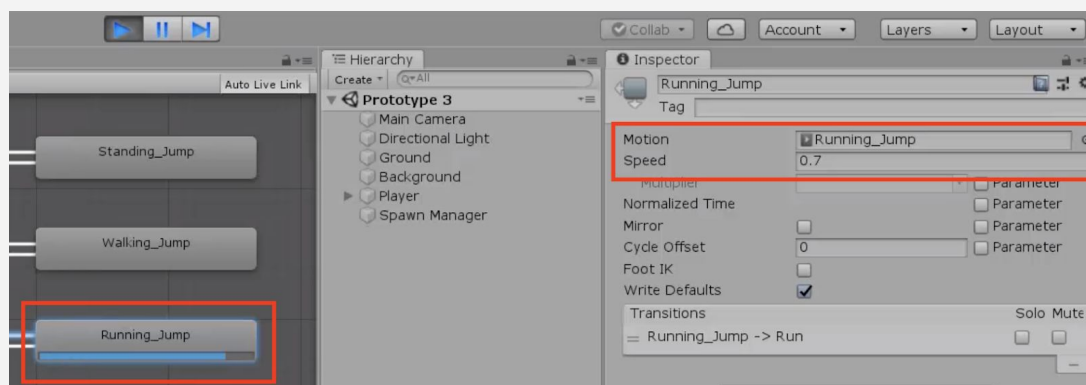 Collab
Account
Layers
Layout
Auto Live Link
Standing_Jump
Walking_Jump
Running_Jump
Hierarchy
Create
All
Prototype 3
Main Camera
Directional Light
Ground
Background
Player
Spawn Manager
Inspector
Running_Jump
Tag
Motion Running_Jump
Speed 0.7
Multiplier Parameter
Normalized Time Parameter
Mirror Parameter
Cycle Offset 0 Parameter
Foot IK
Write Defaults
Transitions Solo Mute
Running_Jump -> Run